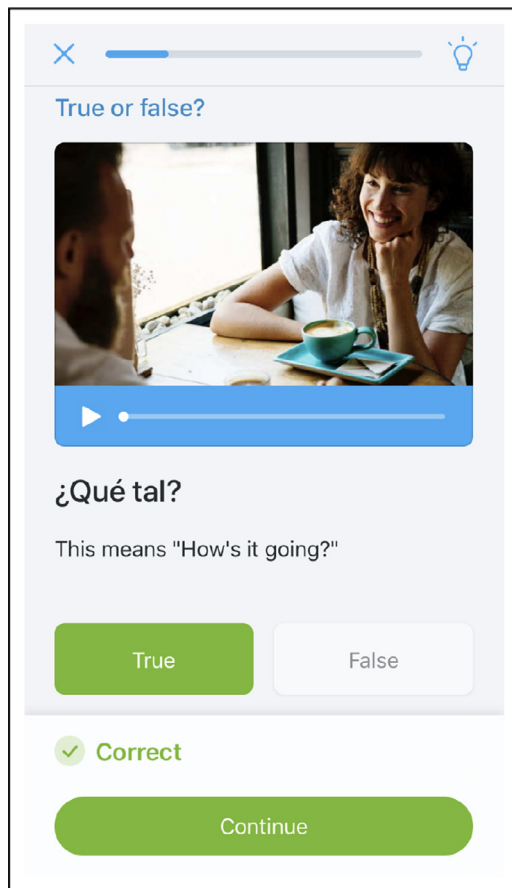 True or false?
¿Qué tal?
This means "How's it going?"
True
False
Correct
Continue